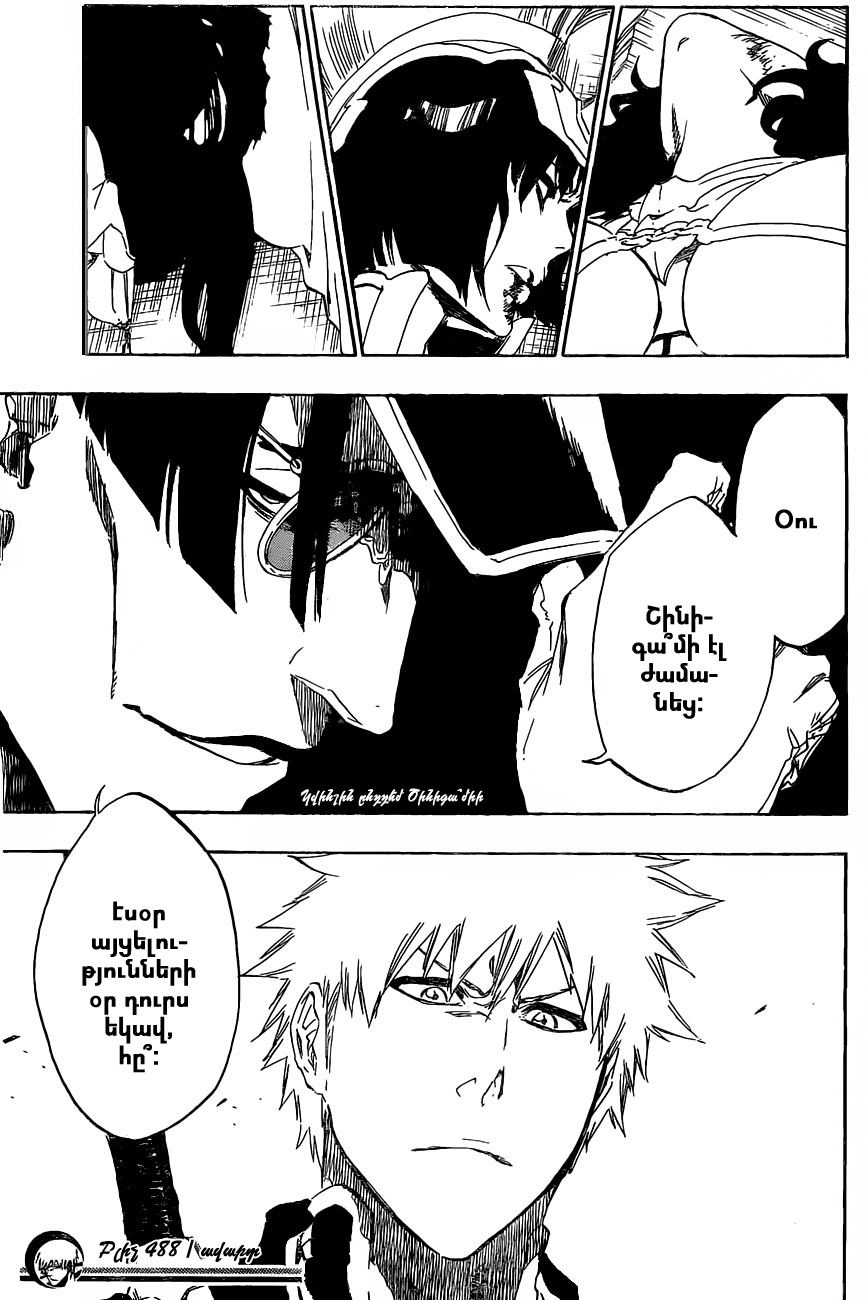 Օու
Շինի-
գա՞մի էլ
ժամա-
նեց:
Էսօր
այցելու-
թյունների
օր դուրս
եկավ,
հը՞:
Բլիչ 488 / ավարտ